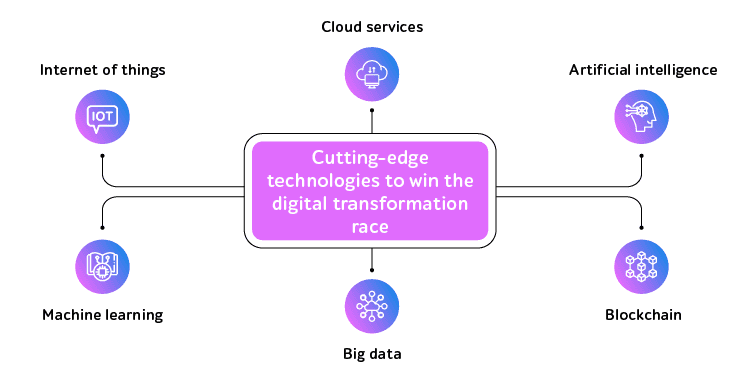 Cloud services
Internet of things
Artificial intelligence
IOT
Cutting-edge
technologies to win the
digital transformation
race
Machine learning
Blockchain
Big data